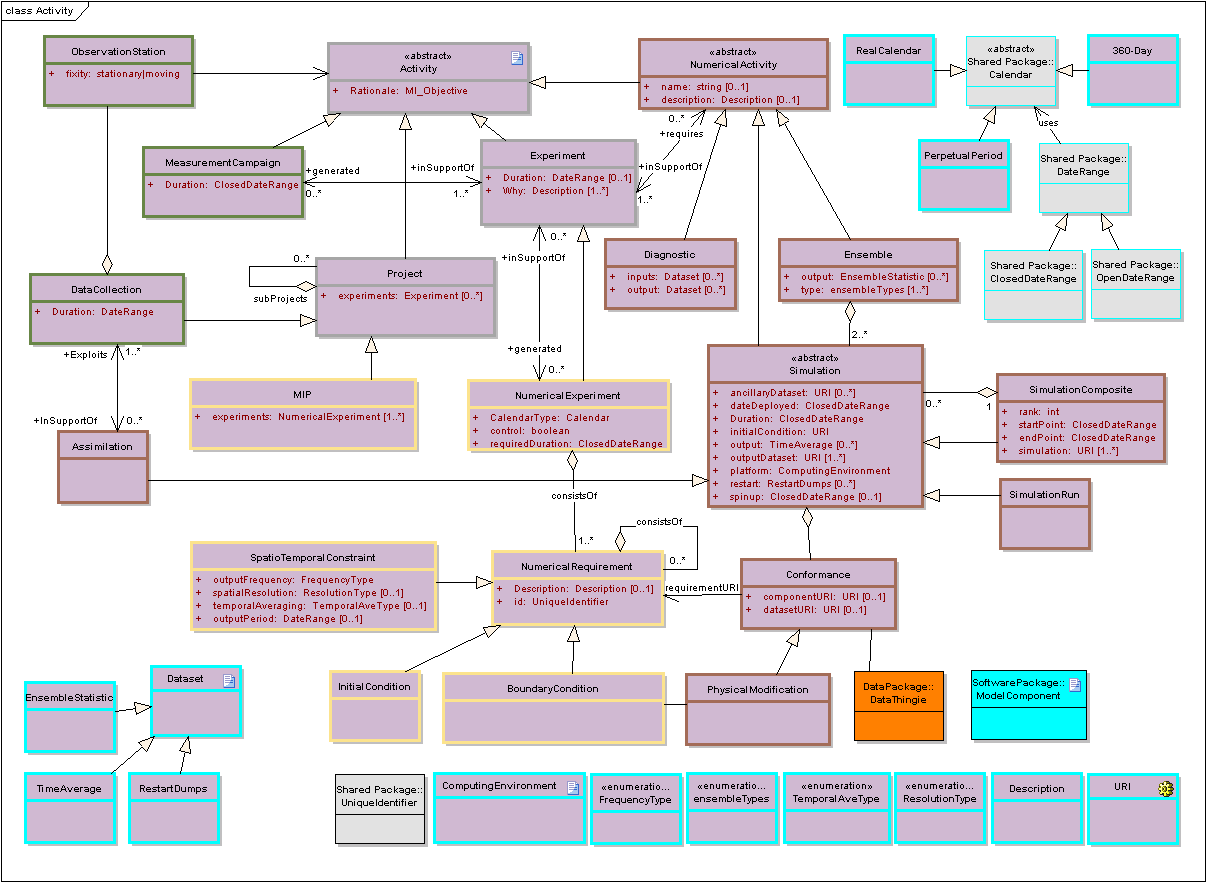 class Activity
ObservationStation
+ fixity: stationary|moving
«abstract»
Activity
+ Rationale: MI_Objective
«abstract»
NumericalActivity
+ name: string [0..1]
+ description: Description [0..1]
RealCalendar
«abstract»
Shared Package::
Calendar
360-Day
MeasurementCampaign
+ Duration: ClosedDateRange
+generated
0..*
+inSupportOf
1..*
Experiment
+ Duration: DateRange [0..1]
+ Why: Description [1..*]
0..*
+requires
+inSupportOf
1..*
PerpetualPeriod
uses
Shared Package::
DateRange
Diagnostic
+ inputs: Dataset [0..*]
+ output: Dataset [0..*]
Ensemble
+ output: EnsembleStatistic [0..*]
+ type: ensembleTypes [1..*]
Shared Package::
ClosedDateRange
Shared Package::
OpenDateRange
DataCollection
+ Duration: DateRange
0..*
subProjects
Project
+ experiments: Experiment [0..*]
0..*
+inSupportOf
+generated
0..*
2..*
+Exploits
1..*
+InSupportOf
0..*
MIP
+ experiments: NumericalExperiment [1..*]
NumericalExperiment
+ CalendarType: Calendar
+ control: boolean
+ requiredDuration: ClosedDateRange
«abstract»
Simulation
+ ancillaryDataset: URI [0..*]
+ dateDeployed: ClosedDateRange
+ Duration: ClosedDateRange
+ initialCondition: URI
+ output: TimeAverage [0..*]
+ outputDataset: URI [0..*]
+ platform: ComputingEnvironment
+ restart: RestartDumps [0..*]
+ spinup: ClosedDateRange [0..1]
0..*
1
SimulationComposite
+ rank: int
+ startPoint: ClosedDateRange
+ endPoint: ClosedDateRange
+ simulation: URI [1..*]
Assimilation
SimulationRun
consistsOf
1..*
consistsOf
0..*
SpatioTemporalConstraint
+ outputFrequency: FrequencyType
+ spatialResolution: ResolutionType [0..1]
+ temporalAveraging: TemporalAveType [0..1]
+ outputPeriod: DateRange [0..1]
NumericalRequirement
+ Description: Description [0..1]
+ id: UniqueIdentifier
requirementURI
Conformance
+ componentURI: URI [0..1]
+ datasetURI: URI [0..1]
InitialCondition
BoundaryCondition
PhysicalModification
DataPackage::
DataThingie
SoftwarePackage::
ModelComponent
EnsembleStatistic
Dataset
TimeAverage
RestartDumps
Shared Package::
UniqueIdentifier
ComputingEnvironment
«enumeratio...
FrequencyType
«enumeratio...
ensembleTypes
«enumeration»
TemporalAveType
«enumeratio...
ResolutionType
Description
URI